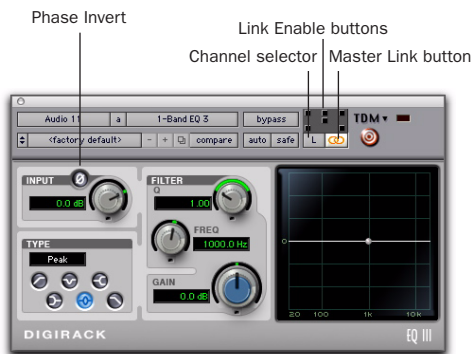 Phase Invert
Link Enable buttons
Channel selector Master Link button
Audio 11 a 1-Band EQ 3 bypass TDM
<factory default> - + compare auto safe L
INPUT Ø
0.0 dB
FILTER
Q
1.00
FREQ
1000.0 Hz
TYPE
Peak
GAIN
0.0 dB
0
20 100 1k 10k
DIGIRACK EQ III